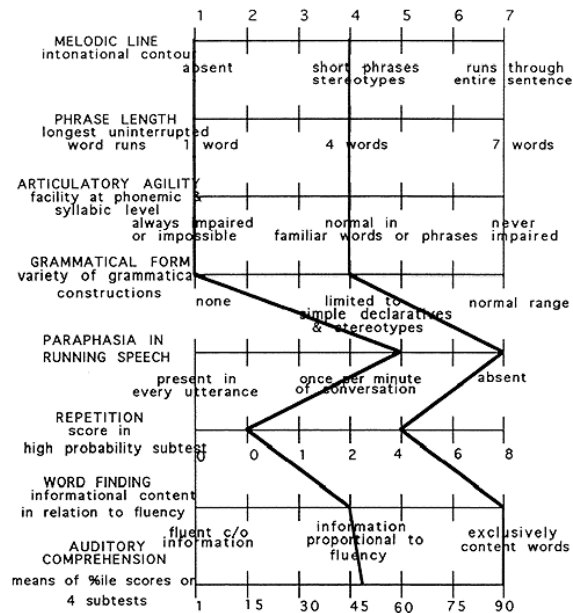 1 2 3 4 5 6 7
MELODIC LINE
intonational contour
absent short phrases runs through
stereotypes entire sentence
PHRASE LENGTH
longest uninterrupted
word runs 1 word 4 words 7 words
ARTICULATORY AGILITY
facility at phonemic &
syllabic level
always impaired normal in never
or impossible familiar words or phrases impaired
GRAMMATICAL FORM
variety of grammatica
constructions
none limited to normal range
simple declaratives
& stereotypes
PARAPHASIA IN
RUNNING SPEECH
present in once per minute absent
every utterance of conversation
REPETITION
score in
high probability subtest
0 0 1 2 4 6 8
WORD FINDING
informational content
in relation to fluency
fluent c/o information exclusively
information proportional to content words
fluency
AUDITORY
COMPREHENSION
means of %ile scores or
4 subtests
1 15 30 45 60 75 90